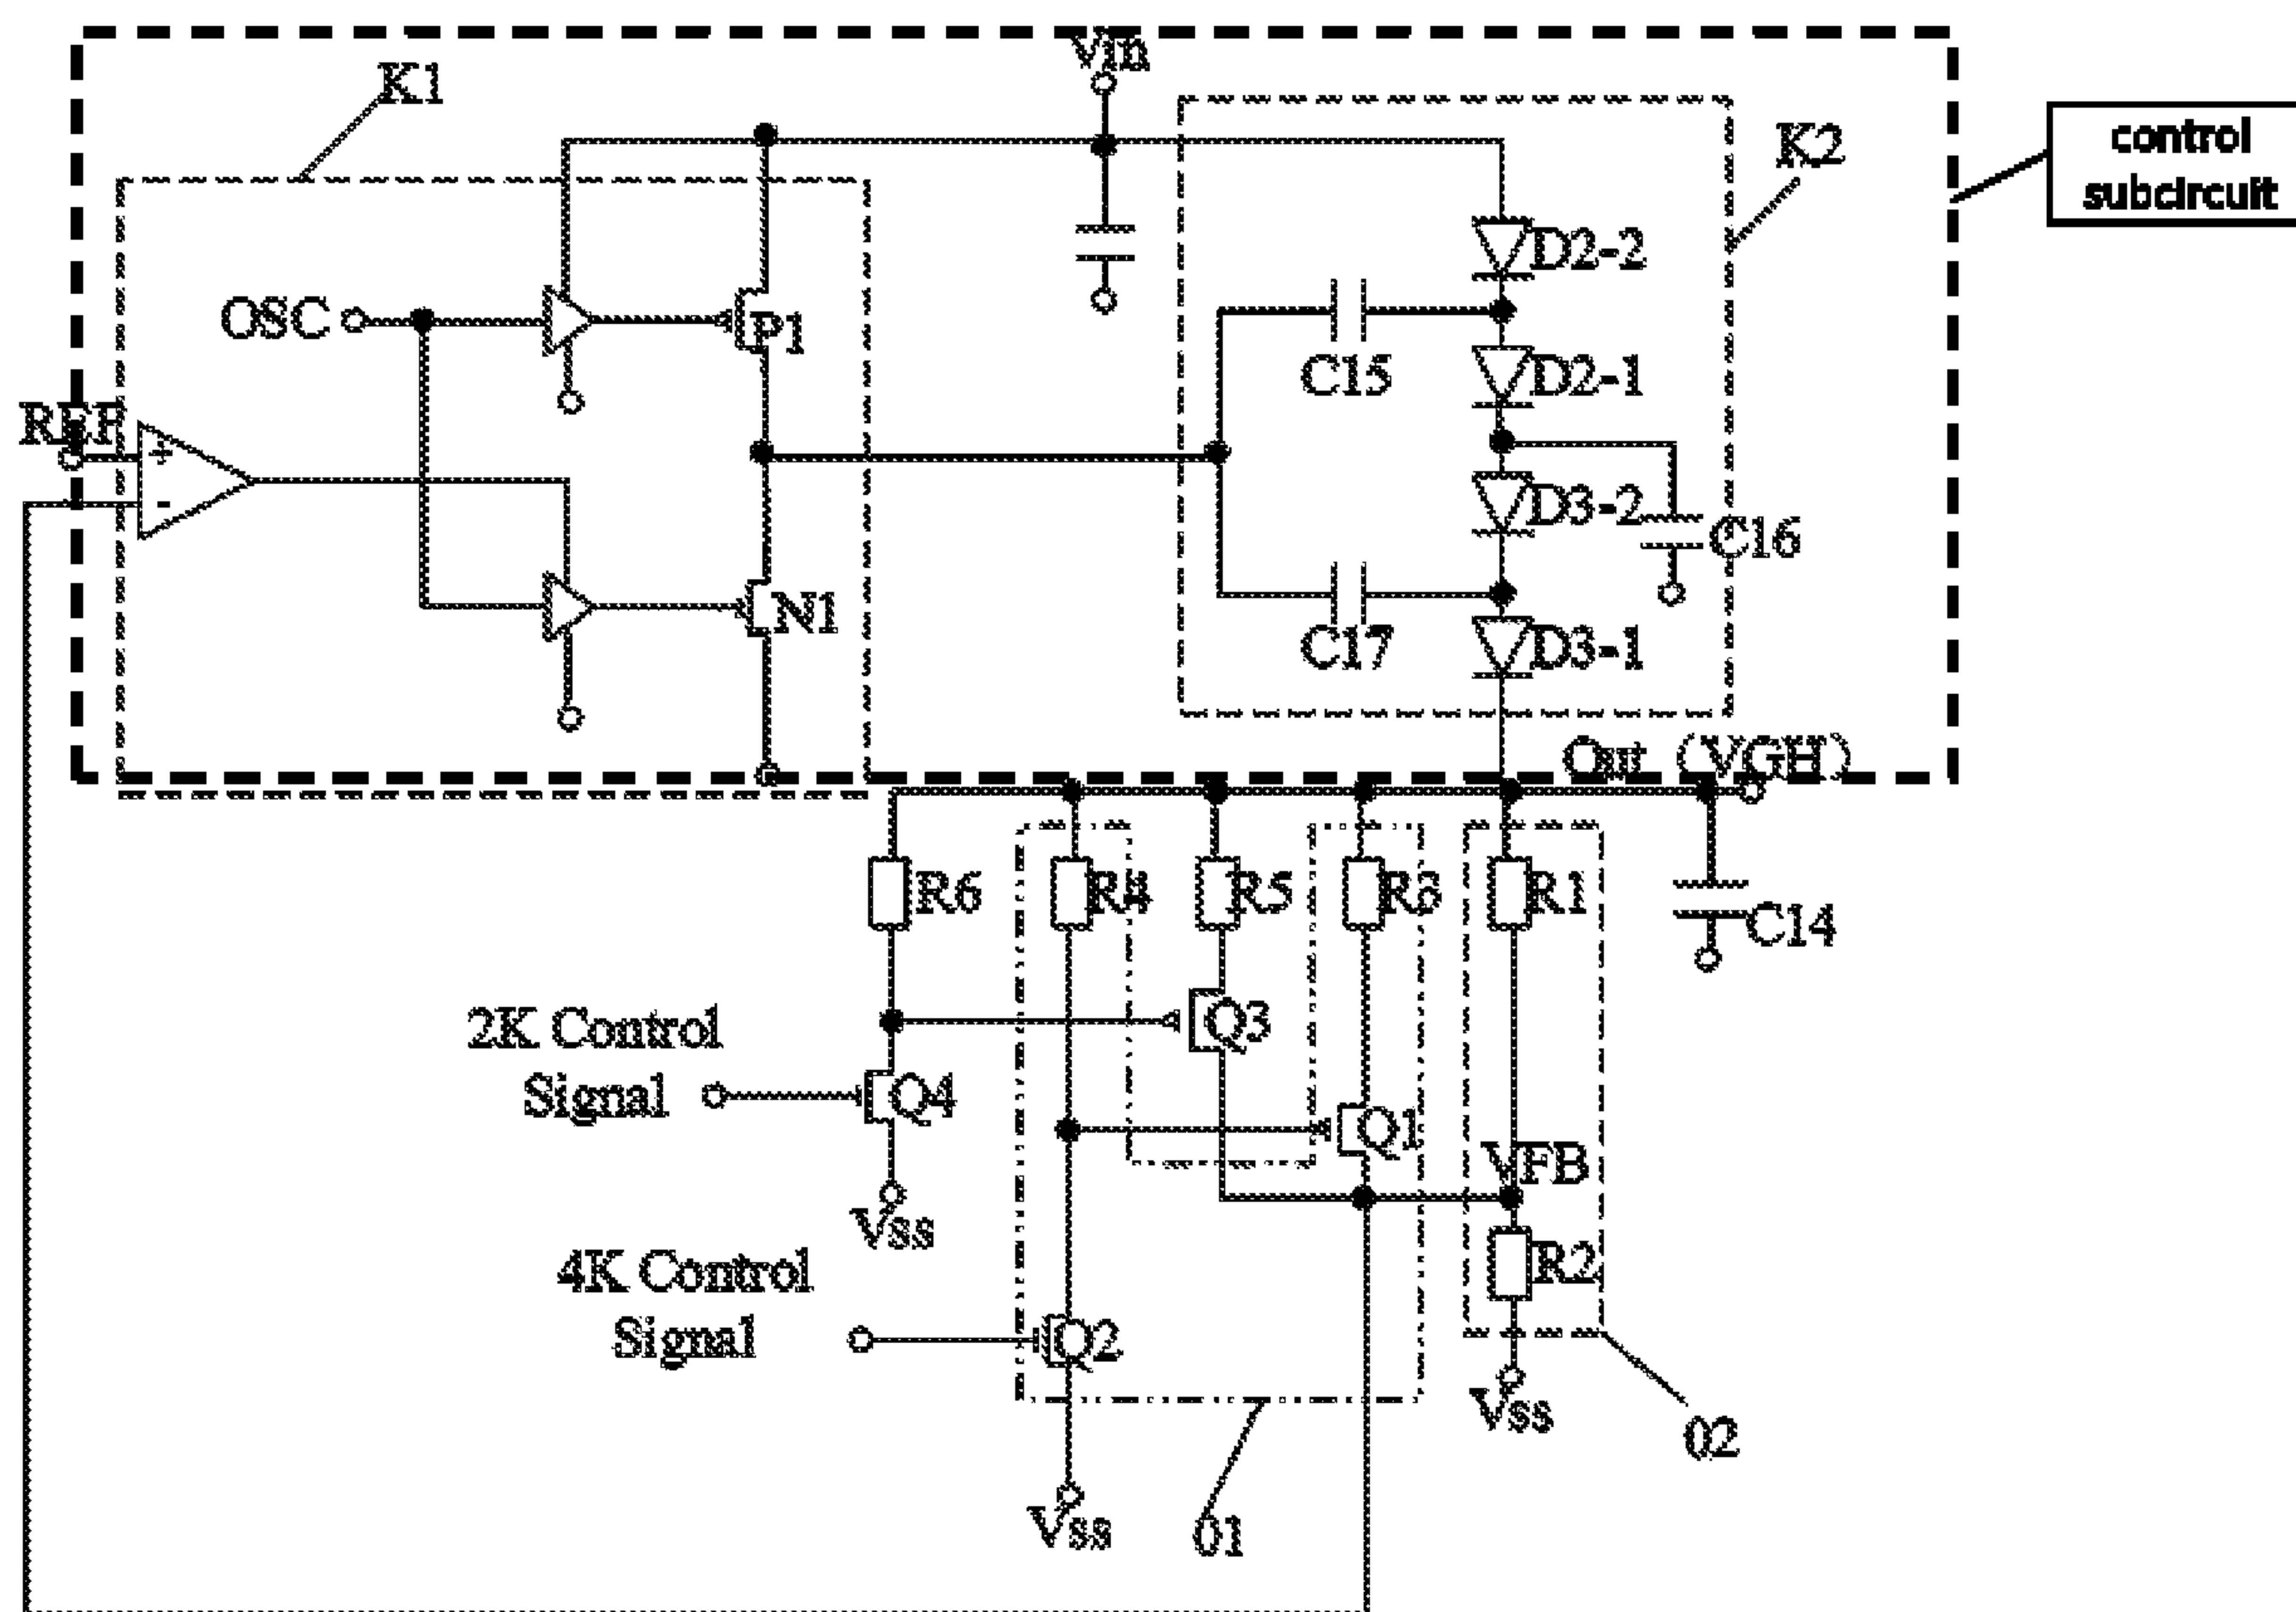 Vin
K1
control
subcircuit
K2
D2-2
OSC
P1
C15
D2-1
REF
+
-
D3-2
C16
N1
C17
D3-1
Out (VGH)
R6
R4
R5
R3
R1
C14
2K Control
Signal
Q3
Q4
Q1
VFB
Vss
4K Control
Signal
R2
Q2
Vss
02
Vss
01